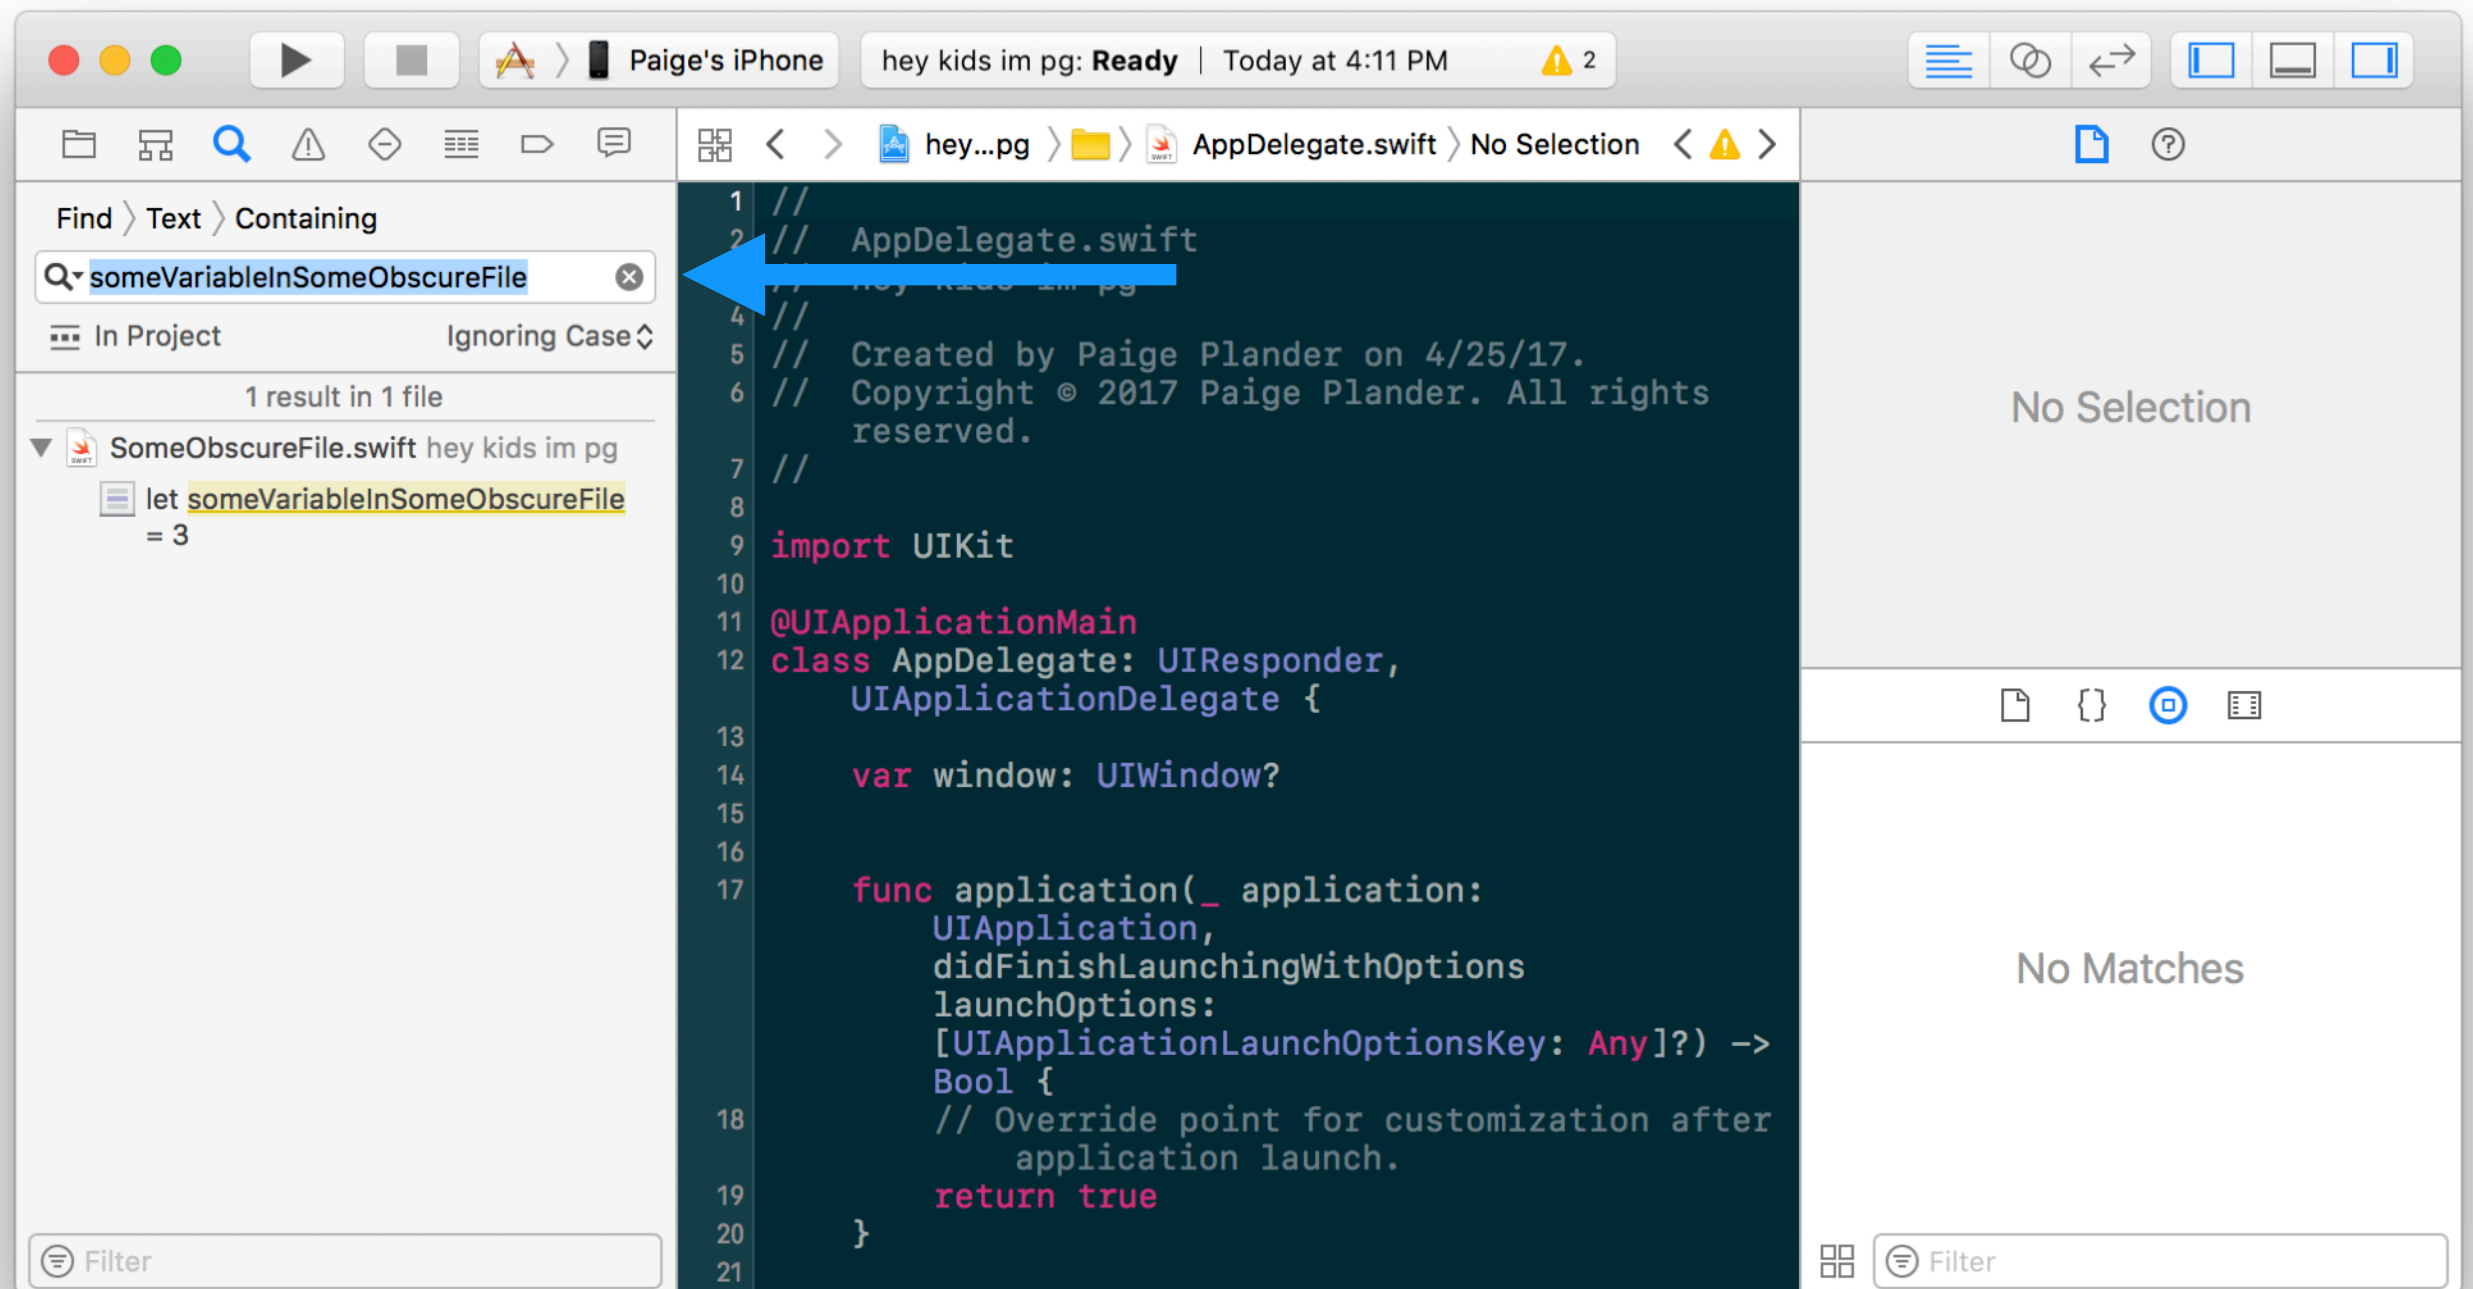 Paige's iPhone
hey kids im pg: Ready | Today at 4:11 PM
2
hey...pg
AppDelegate.swift
No Selection
Find
Text
Containing
someVariableInSomeObscureFile
In Project
Ignoring Case
1 result in 1 file
SWIFT
SomeObscureFile.swift hey kids im pg
let someVariableInSomeObscureFile
= 3
Filter
1 //
2 // AppDelegate.swift
// hey kids im pg
4 //
5 // Created by Paige Plander on 4/25/17.
6 // Copyright © 2017 Paige Plander. All rights
reserved.
7 //
8
9 import UIKit
10
11 @UIApplicationMain
12 class AppDelegate: UIResponder,
UIApplicationDelegate {
13
14 var window: UIWindow?
15
16
17 func application(_ application:
UIApplication,
didFinishLaunchingWithOptions
launchOptions:
[UIApplicationLaunchOptionsKey: Any]?) ->
Bool {
18 // Override point for customization after
application launch.
19 return true
20 }
21
No Selection
{}
No Matches
Filter